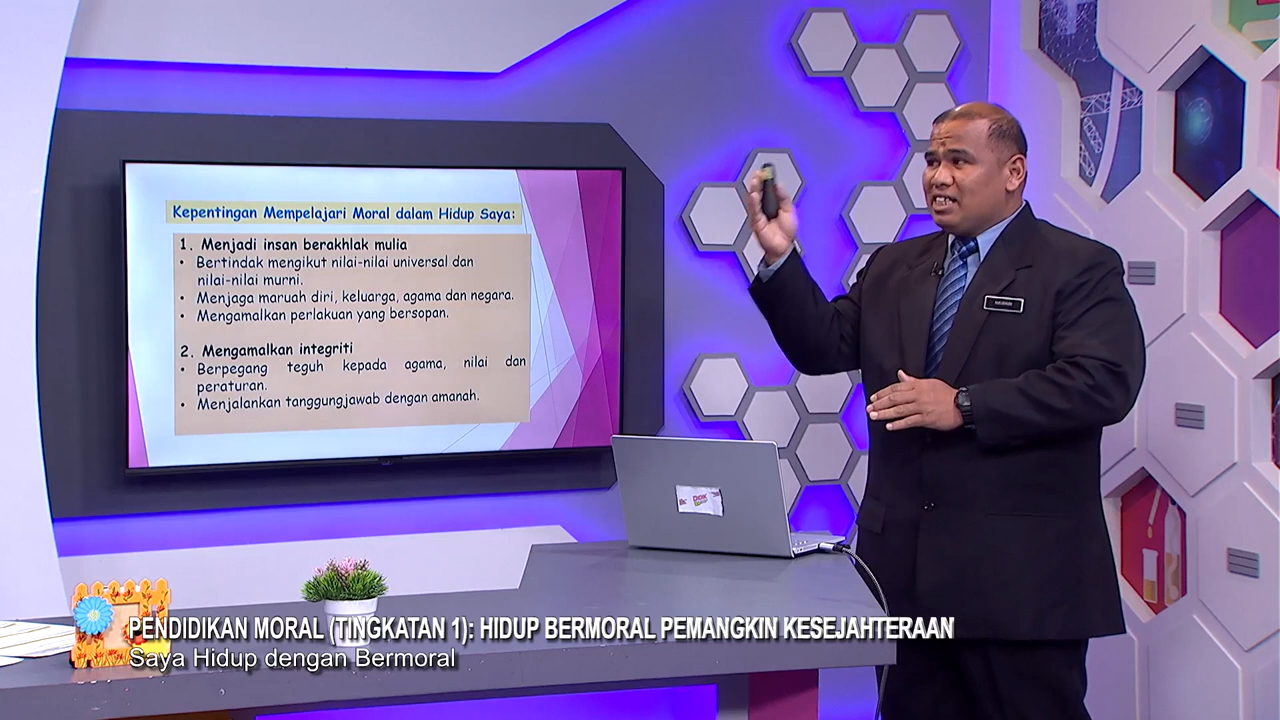 Kepentingan Mempelajari Moral dalam Hidup Saya:
1. Menjadi insan berakhlak mulia
• Bertindak mengikut nilai-nilai universal dan
nilai-nilai murni.
• Menjaga maruah diri, keluarga, agama dan negara.
• Mengamalkan perlakuan yang bersopan.
2. Mengamalkan integriti
• Berpegang teguh kepada agama, nilai dan
peraturan.
• Menjalankan tanggungjawab dengan amanah.
PENDIDIKAN MORAL (TINGKATAN 1): HIDUP BERMORAL PEMANGKIN KESEJAHTERAAN
Saya Hidup dengan Bermoral